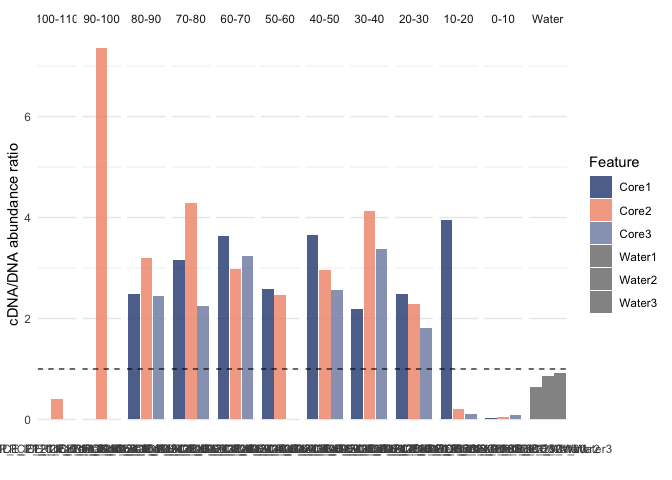 100-110 90-100 80-90 70-80 60-70 50-60 40-50 30-40 20-30 10-20 0-10 Water
cDNA/DNA abundance ratio
6
4
2
0
Feature
Core1
Core2
Core3
Water1
Water2
Water3